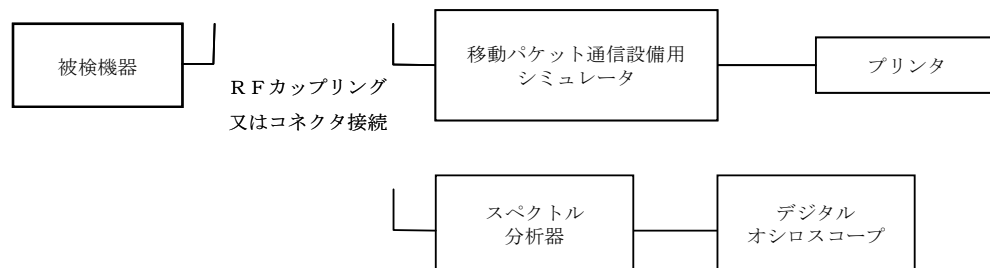 被検機器
ＲＦカップリング
又はコネクタ接続
移動パケット通信設備用
シミュレータ
プリンタ
スペクトル
分析器
デジタル
オシロスコープ